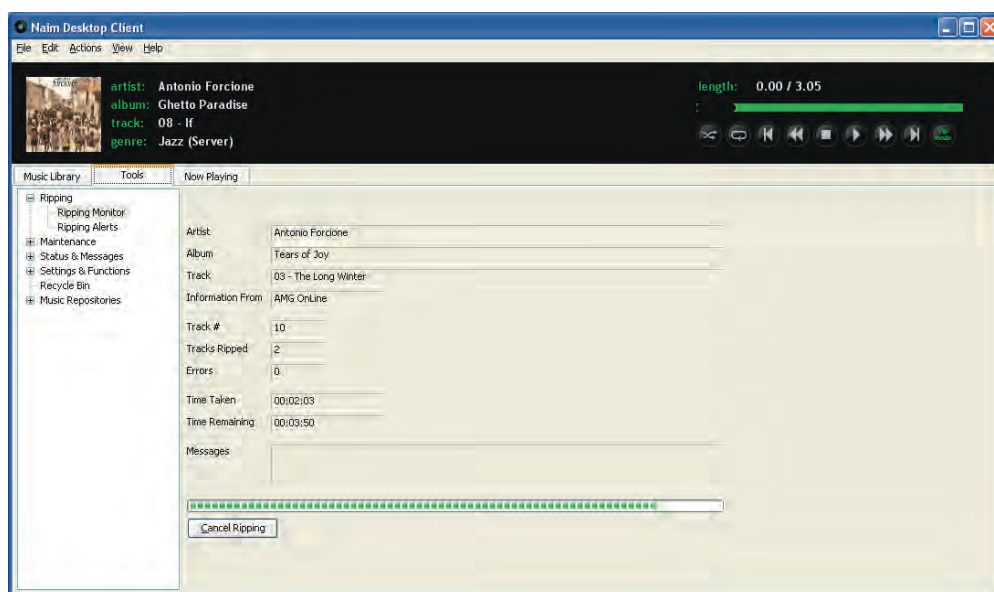 Naim Desktop Client
File Edit Actions View Help
forcione
artist: Antonio Forcione
album: Ghetto Paradise
track: 08 - If
genre: Jazz (Server)
length: 0.00 / 3.05
Music Library Tools Now Playing
Ripping
Ripping Monitor
Ripping Alerts
Maintenance
Status & Messages
Settings & Functions
Recycle Bin
Music Repositories
Artist Antonio Forcione
Album Tears of Joy
Track 03 - The Long Winter
Information From AMG OnLine
Track # 10
Tracks Ripped 2
Errors 0
Time Taken 00:02:03
Time Remaining 00:03:50
Messages
Cancel Ripping